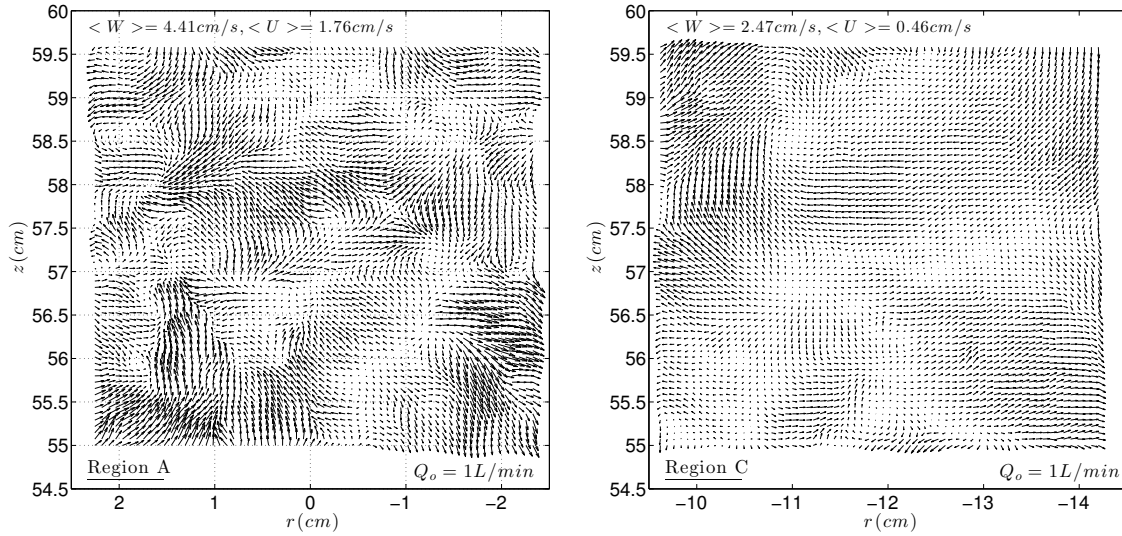 60
< W >= 4.41cm/s, < U >= 1.76cm/s
59.5
59
58.5
58
57.5
57
56.5
56
55.5
55
54.5
z(cm)
Region A
Q_o = 1L/min
2 1 0 −1 −2
r(cm)
60
< W >= 2.47cm/s, < U >= 0.46cm/s
59.5
59
58.5
58
57.5
57
56.5
56
55.5
55
54.5
z(cm)
Region C
Q_o = 1L/min
−10 −11 −12 −13 −14
r(cm)